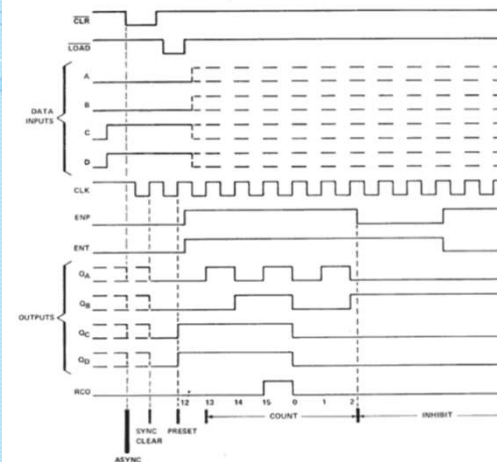 CLR
LOAD
A
B
DATA
INPUTS
C
D
CLK
ENP
ENT
QA
QB
OUTPUTS
QC
QD
RCO
12 13 14 15 0 1 2
COUNT INHIBIT
SYNC PRESET
CLEAR
ASYNC